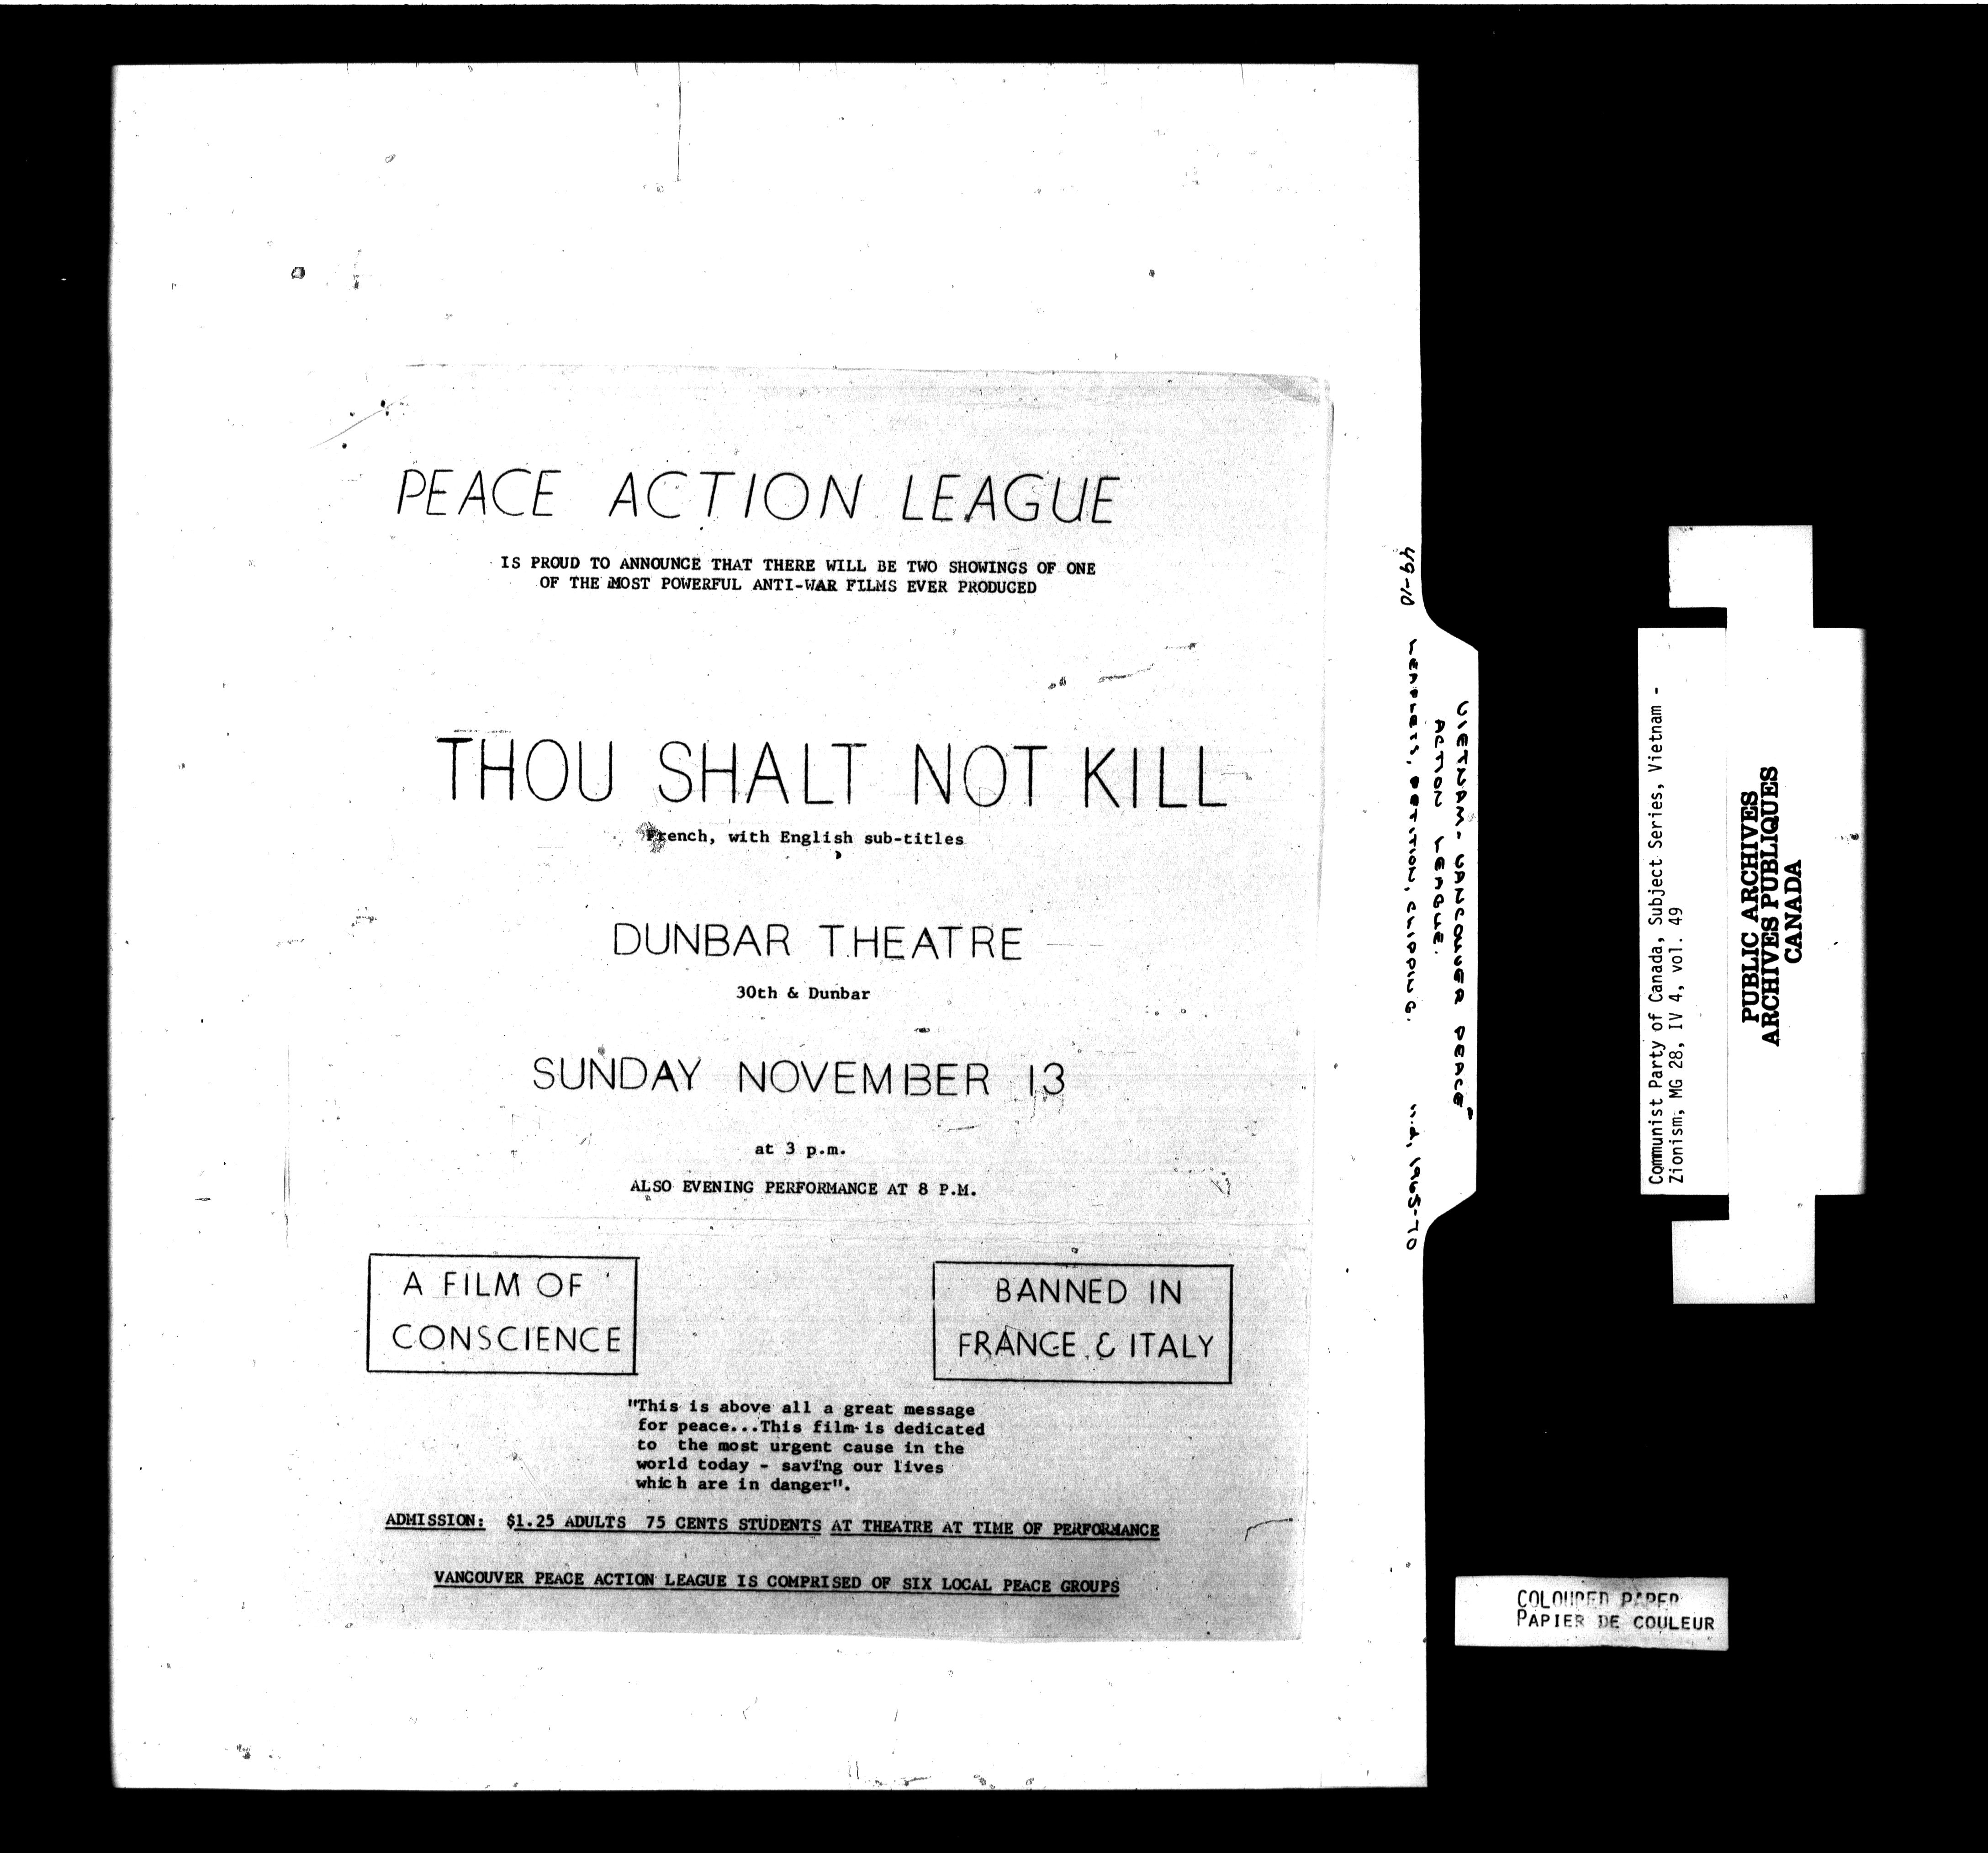 PEACE ACTION LEAGUE
IS PROUD TO ANNOUNCE THAT THERE WILL BE TWO SHOWINGS OF ONE
OF THE MOST POWERFUL ANTI-WAR FILMS EVER PRODUCED
THOU SHALT NOT KILL
French, with English sub-titles
DUNBAR THEATRE
30th & Dunbar
SUNDAY NOVEMBER 13
at 3 p.m.
ALSO EVENING PERFORMANCE AT 8 P.M.
A FILM OF
CONSCIENCE
BANNED IN
FRANCE & ITALY
"This is above all a great message
for peace...This film is dedicated
to the most urgent cause in the
world today - saving our lives
which are in danger".
ADMISSION: $1.25 ADULTS 75 CENTS STUDENTS AT THEATRE AT TIME OF PERFORMANCE
VANCOUVER PEACE ACTION LEAGUE IS COMPRISED OF SIX LOCAL PEACE GROUPS
VIETNAM - VANCOUVER PEACE
ACTION LEAGUE.
49-10 LEAFLETS, PETITION, CLIPPING. n.d, 1965-70
Communist Party of Canada, Subject Series, Vietnam -
Zionism, MG 28, IV 4, vol. 49
PUBLIC ARCHIVES
ARCHIVES PUBLIQUES
CANADA
COLOURED PAPER
PAPIER DE COULEUR